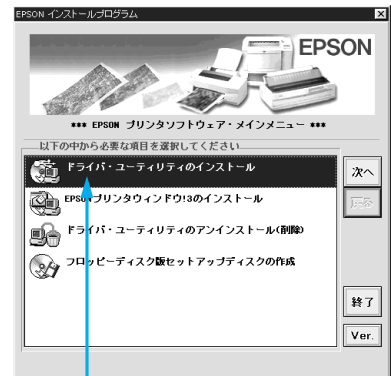 EPSON インストールプログラム
EPSON
*** EPSON プリンタソフトウェア・メインメニュー ***
以下の中から必要な項目を選択してください
ドライバ・ユーティリティのインストール
EPSONプリンタウィンドウ!3のインストール
ドライバ・ユーティリティのアンインストール(削除)
フロッピーディスク版セットアップディスクの作成
次へ
戻る
終了
Ver.